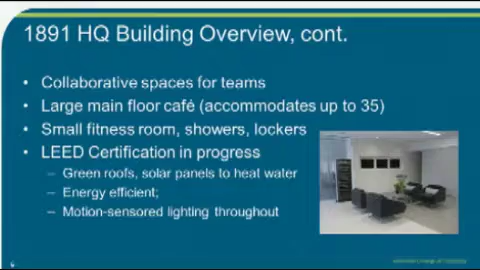 1891 HQ Building Overview, cont.
• Collaborative spaces for teams
• Large main floor café (accommodates up to 35)
• Small fitness room, showers, lockers
• LEED Certification in progress
– Green roofs, solar panels to heat water
– Energy efficient;
– Motion-sensored lighting throughout